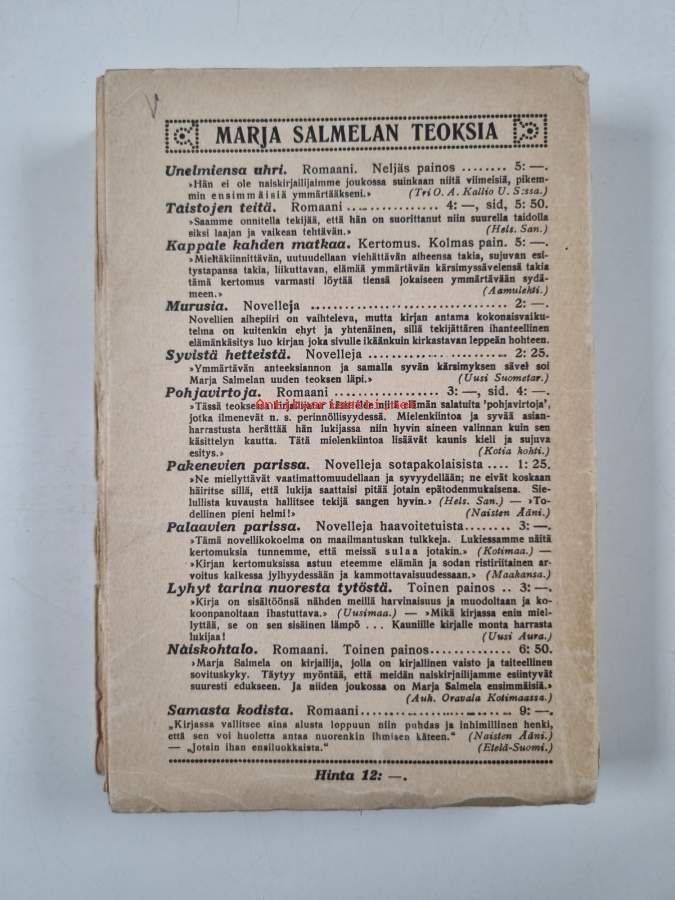 MARJA SALMELAN TEOKSIA
Unelmiensa uhri. Romaani. Neljäs painos ........ 5: —.
»Hän ei ole naiskirjailijaimme joukossa suinkaan niitä viimeisiä, pikem-
min ensimmäisiä ymmärtääkseni.» (Tri O. A. Kallio U. S:ssa.)
Taistojen teitä. Romaani .............. 4: —, sid, 5: 50.
»Saamme onnitella tekijää, että hän on suorittanut niin suurella taidolla
siksi laajan ja vaikean tehtävän.» (Hels. San.)
Kappale kahden matkaa. Kertomus. Kolmas pain. 5: —.
»Mieltäkiinnittävän, uutuudellaan viehättävän aiheensa takia, sujuvan esi-
tystapansa takia, liikuttavan, elämää ymmärtävän kärsimyssävelensä takia
tämä kertomus varmasti löytää tiensä jokaiseen ymmärtävään sydä-
meen.» (Aamulehti.)
Murusia. Novelleja .................................. 2: —.
Novellien aihepiiri on vaihteleva, mutta kirjan antama kokonaisvaiku-
telma on kuitenkin ehyt ja yhtenäinen, sillä tekijättären ihanteellinen
elämänkäsitys luo kirjan joka sivulle ikäänkuin kirkastavan leppeän hohteen.
Syvistä hetteistä. Novelleja ........................ 2: 25.
»Ymmärtävän anteeksiannon ja samalla syvän kärsimyksen sävel soi
Marja Salmelan uuden teoksen läpi.» (Uusi Suometar.)
Pohjavirtoja. Romaani ................ 3: —, sid. 4: —.
»Tässä teoksessa kirjailijatar käsittelee niitä elämän salatuita 'pohjavirtoja',
jotka ilmenevät n. s. perinnöllisyydessä. Mielenkiintoa ja syvää asian-
harrastusta herättää hän lukijassa niin hyvin aineen valinnan kuin sen
käsittelyn kautta. Tätä mielenkiintoa lisäävät kaunis kieli ja sujuva
esitys.» (Kotia kohti.)
Pakenevien parissa. Novelleja sotapakolaisista .... 1: 25.
»Ne miellyttävät vaatimattomuudellaan ja syvyydellään; ne eivät koskaan
häiritse sillä, että lukija saattaisi pitää jotain epätodenmukaisena. Sie-
lullista kuvausta hallitsee tekijä sangen hyvin.» (Hels. San.) — »To-
dellinen pieni helmi!» (Naisten Ääni.)
Palaavien parissa. Novelleja haavoitetuista........ 3: —.
»Tämä novellikokoelma on maailmantuskan tulkkeja. Lukiessamme näitä
kertomuksia tunnemme, että meissä sulaa jotakin.» (Kotimaa.) —
»Kirjan kertomuksissa astuu eteemme elämän ja sodan ristiriitainen ar-
voitus kaikessa jylhyydessään ja kammottavaisuudessaan.» (Maakansa.)
Lyhyt tarina nuoresta tytöstä. Toinen painos .. 3: —.
»Kirja on sisältöönsä nähden meillä harvinaisuus ja muodoltaan ja ko-
koonpanoltaan ihastuttava.» (Uusimaa.) — »Mikä kirjassa enin miel-
lyttää, se on sen sisäinen lämpö ... Kauniille kirjalle monta harrasta
lukijaa! (Uusi Aura.)
Naiskohtalo. Romaani. Toinen painos.............. 6: 50.
»Marja Salmela on kirjailija, jolla on kirjallinen vaisto ja taiteellinen
sovituskyky. Täytyy myöntää, että meidän naiskirjailijamme esiintyvät
suuresti edukseen. Ja niiden joukossa on Marja Salmela ensimmäisiä.»
(Auh. Oravala Kotimaassa.)
Samasta kodista. Romaani......................... 9: —.
„Kirjassa vallitsee aina alusta loppuun niin puhdas ja inhimillinen henki,
että sen voi huoletta antaa nuorenkin ihmisen käteen.“ (Naisten Ääni.)
— „Jotain ihan ensiluokkaista.“ (Etelä-Suomi.)
Hinta 12: —.